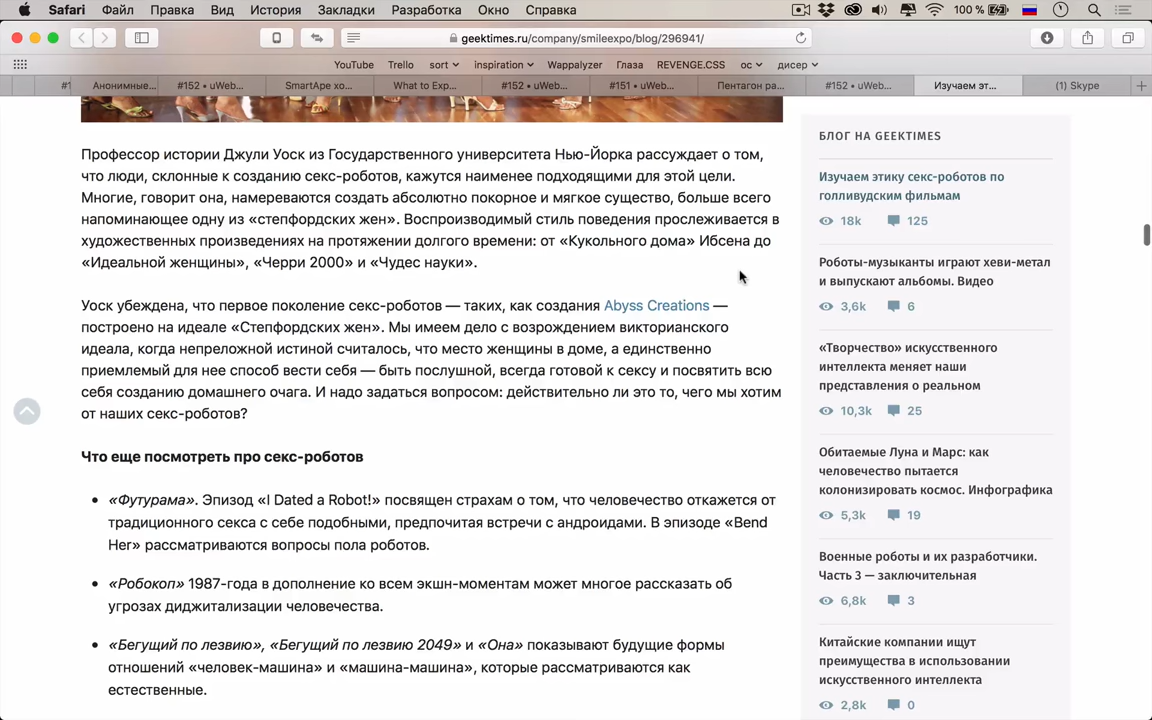 Safari Файл Правка Вид История Закладки Разработка Окно Справка 100 %
geektimes.ru/company/smileexpo/blog/296941/
YouTube Trello sort inspiration Wappalyzer Глаза REVENGE.CSS ос дисер
#1 Анонимные... #152 • uWeb... SmartApe хо... What to Exp... #152 • uWeb... #151 • uWeb... Пентагон ра... #152 • uWeb... Изучаем эт... (1) Skype
Профессор истории Джули Уоск из Государственного университета Нью-Йорка рассуждает о том,
что люди, склонные к созданию секс-роботов, кажутся наименее подходящими для этой цели.
Многие, говорит она, намереваются создать абсолютно покорное и мягкое существо, больше всего
напоминающее одну из «степфордских жен». Воспроизводимый стиль поведения прослеживается в
художественных произведениях на протяжении долгого времени: от «Кукольного дома» Ибсена до
«Идеальной женщины», «Черри 2000» и «Чудес науки».
Уоск убеждена, что первое поколение секс-роботов — таких, как создания Abyss Creations —
построено на идеале «Степфордских жен». Мы имеем дело с возрождением викторианского
идеала, когда непреложной истиной считалось, что место женщины в доме, а единственно
приемлемый для нее способ вести себя — быть послушной, всегда готовой к сексу и посвятить всю
себя созданию домашнего очага. И надо задаться вопросом: действительно ли это то, чего мы хотим
от наших секс-роботов?
Что еще посмотреть про секс-роботов
• «Футурама». Эпизод «I Dated a Robot!» посвящен страхам о том, что человечество откажется от
традиционного секса с себе подобными, предпочитая встречи с андроидами. В эпизоде «Bend
Her» рассматриваются вопросы пола роботов.
• «Робокоп» 1987-года в дополнение ко всем экшн-моментам может многое рассказать об
угрозах диджитализации человечества.
• «Бегущий по лезвию», «Бегущий по лезвию 2049» и «Она» показывают будущие формы
отношений «человек-машина» и «машина-машина», которые рассматриваются как
естественные.
БЛОГ НА GEEKTIMES
Изучаем этику секс-роботов по
голливудским фильмам
18k 125
Роботы-музыканты играют хеви-метал
и выпускают альбомы. Видео
3,6k 6
«Творчество» искусственного
интеллекта меняет наши
представления о реальном
10,3k 25
Обитаемые Луна и Марс: как
человечество пытается
колонизировать космос. Инфографика
5,3k 19
Военные роботы и их разработчики.
Часть 3 — заключительная
6,8k 3
Китайские компании ищут
преимущества в использовании
искусственного интеллекта
2,8k 0